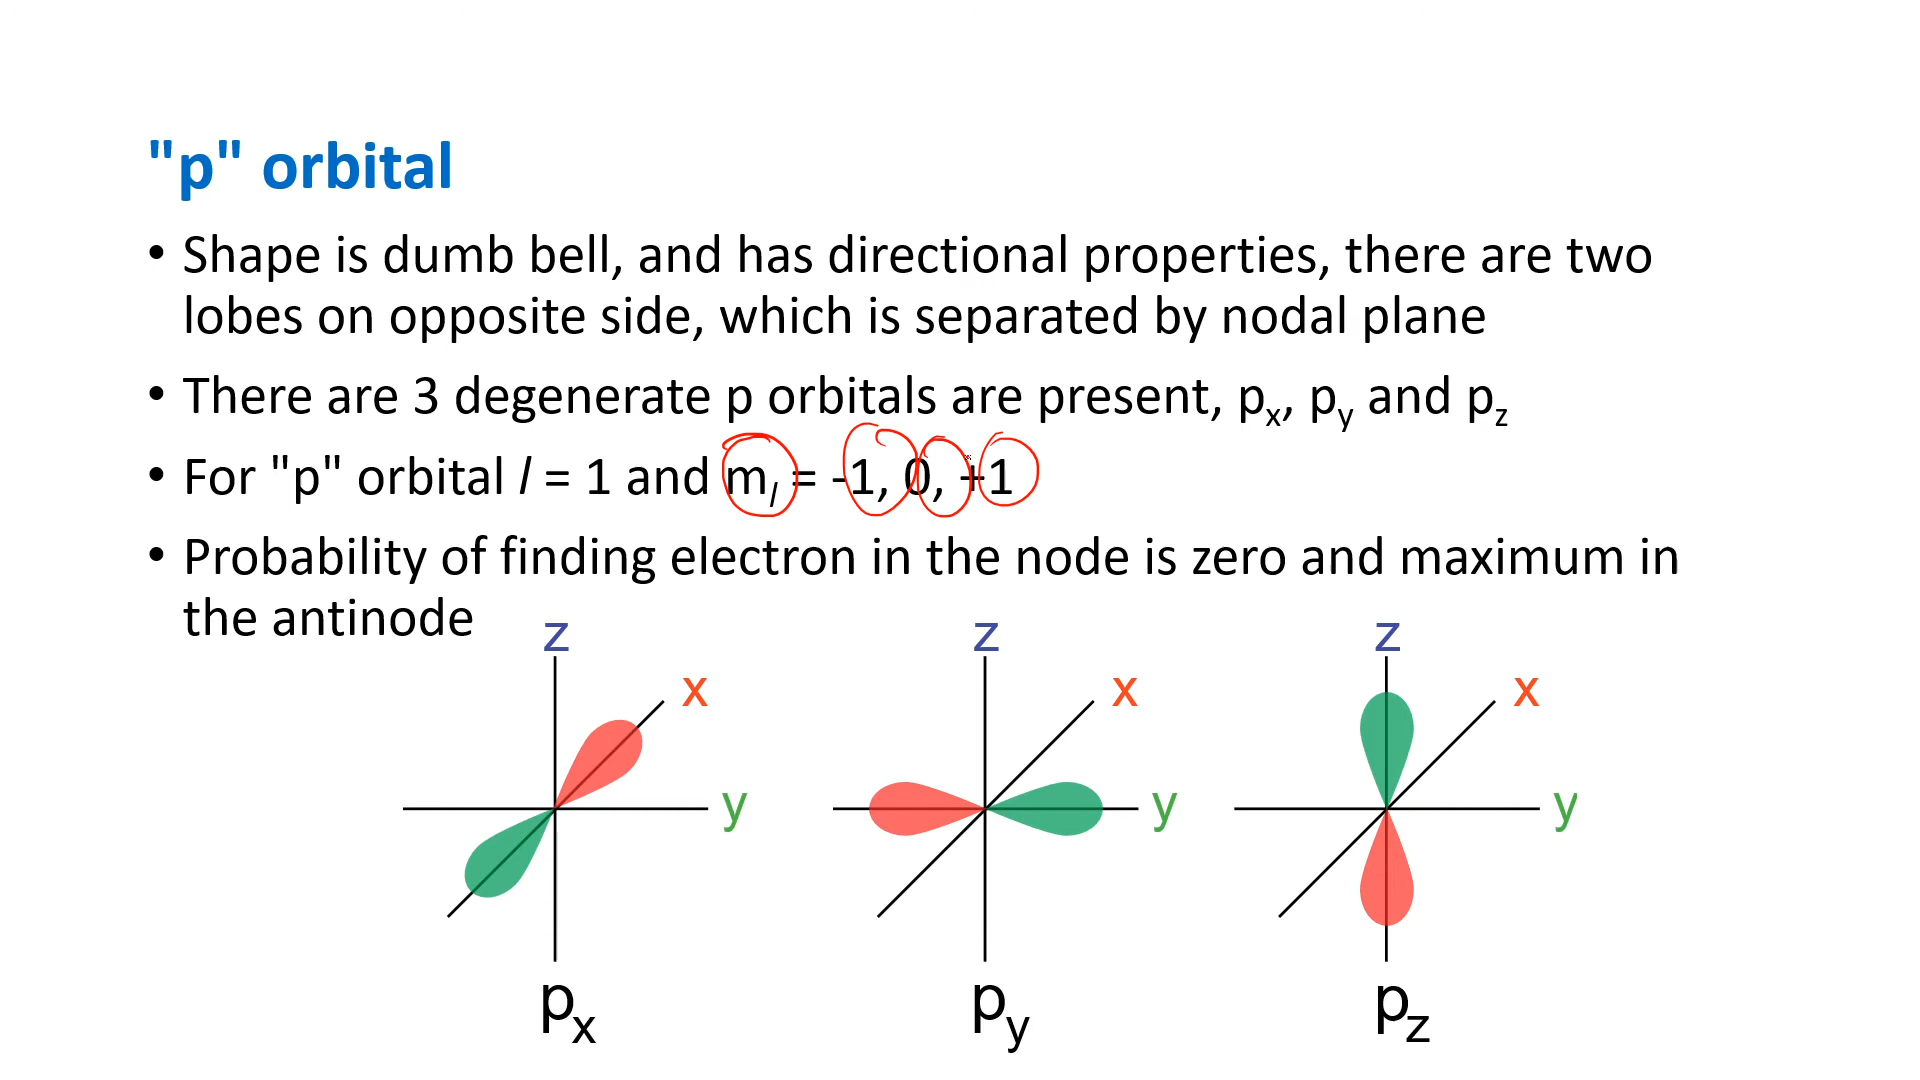 "p" orbital
• Shape is dumb bell, and has directional properties, there are two
lobes on opposite side, which is separated by nodal plane
• There are 3 degenerate p orbitals are present, pₓ, p_y and p_z
• For "p" orbital l = 1 and m_l = -1, 0, +1
• Probability of finding electron in the node is zero and maximum in
the antinode
z
x
y
pₓ
z
x
y
p_y
z
x
y
p_z